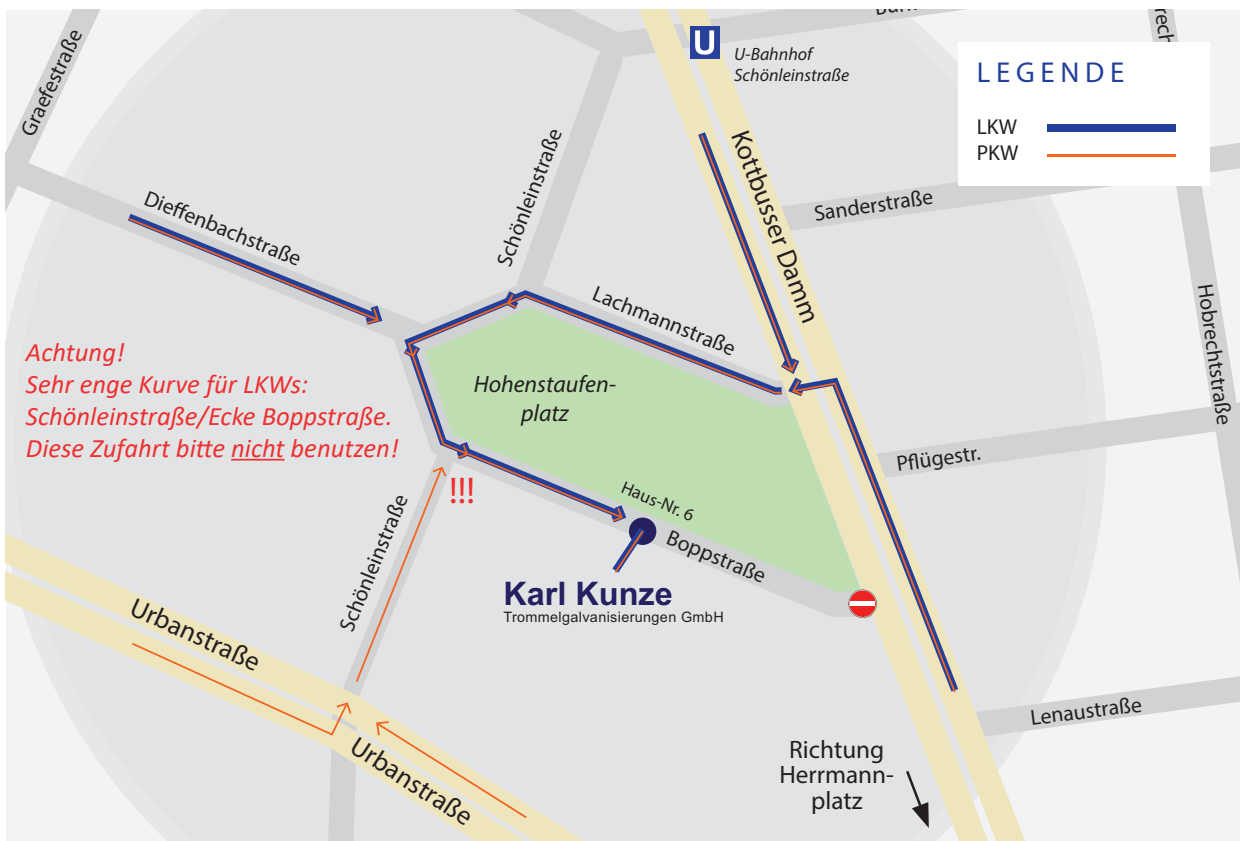 Graefestraße
U
U-Bahnhof
Schönleinstraße
LEGENDE
LKW
PKW
Kottbusser Damm
Schönleinstraße
Sanderstraße
Dieffenbachstraße
Lachmannstraße
Hobrechtstraße
Achtung!
Sehr enge Kurve für LKWs:
Schönleinstraße/Ecke Boppstraße.
Diese Zufahrt bitte nicht benutzen!
Hohenstaufen-
platz
Pflügestr.
!!!
Haus-Nr. 6
Boppstraße
Schönleinstraße
Karl Kunze
Trommelgalvanisierungen GmbH
Urbanstraße
Urbanstraße
Lenaustraße
Richtung
Herrmann-
platz